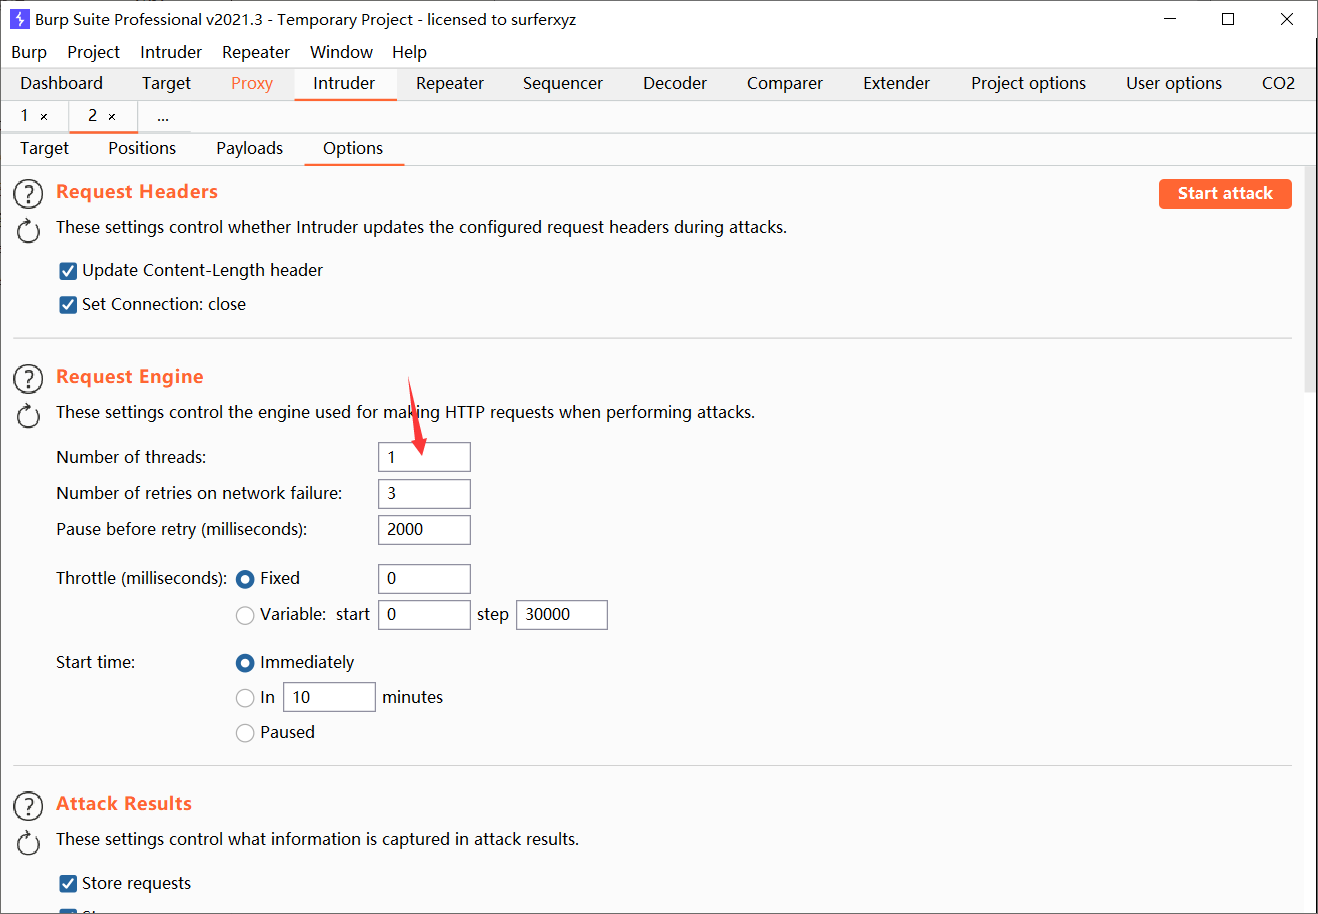 Burp Suite Professional v2021.3 - Temporary Project - licensed to surferxyz
Burp Project Intruder Repeater Window Help
Dashboard Target Proxy Intruder Repeater Sequencer Decoder Comparer Extender Project options User options CO2
1 × 2 × ...
Target Positions Payloads Options
? Request Headers Start attack
These settings control whether Intruder updates the configured request headers during attacks.
Update Content-Length header
Set Connection: close
? Request Engine
These settings control the engine used for making HTTP requests when performing attacks.
Number of threads: 1
Number of retries on network failure: 3
Pause before retry (milliseconds): 2000
Throttle (milliseconds): Fixed 0
Variable: start 0 step 30000
Start time: Immediately
In 10 minutes
Paused
? Attack Results
These settings control what information is captured in attack results.
Store requests